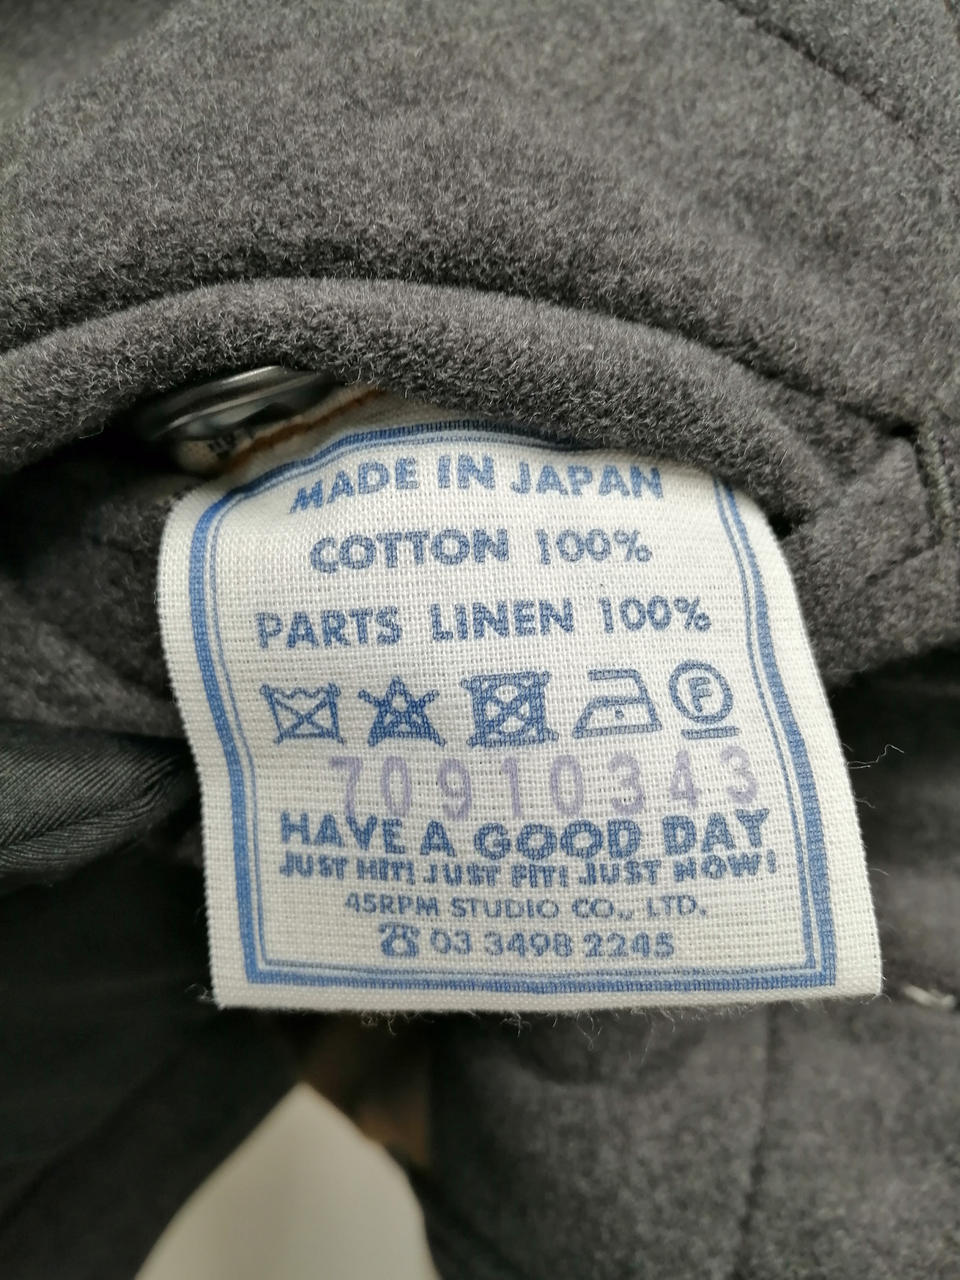 MADE IN JAPAN
COTTON 100%
PARTS LINEN 100%
F
70910343
HAVE A GOOD DAY
JUST HIT! JUST FIT! JUST NOW!
45RPM STUDIO CO., LTD.
☎ 03 3498 2245